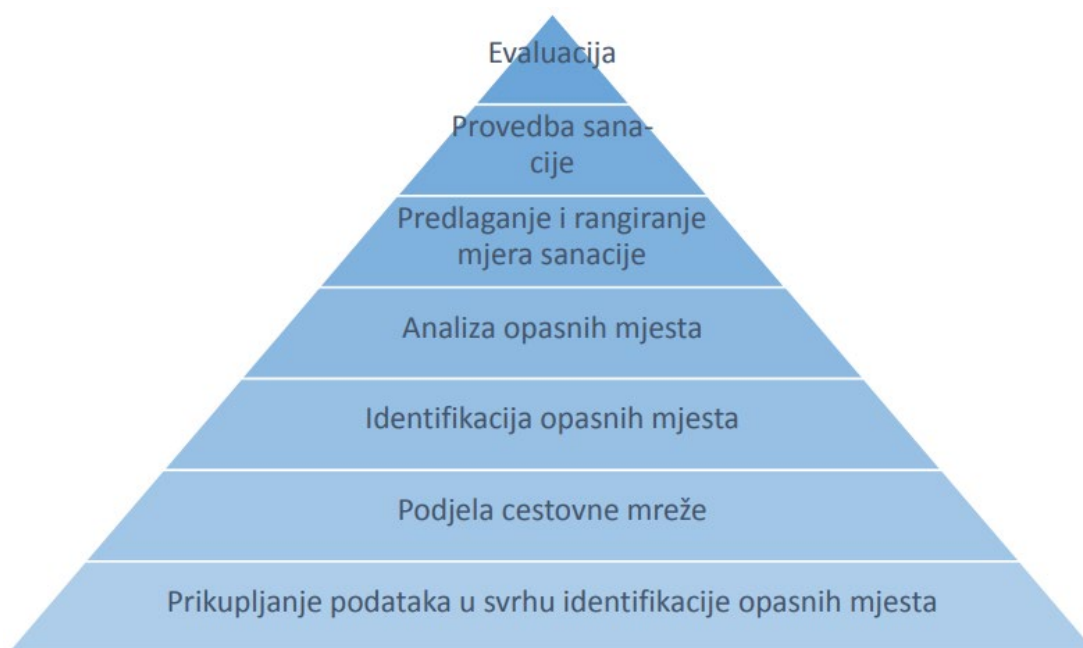 Evaluacija
Provedba sana-
cije
Predlaganje i rangiranje
mjera sanacije
Analiza opasnih mjesta
Identifikacija opasnih mjesta
Podjela cestovne mreže
Prikupljanje podataka u svrhu identifikacije opasnih mjesta